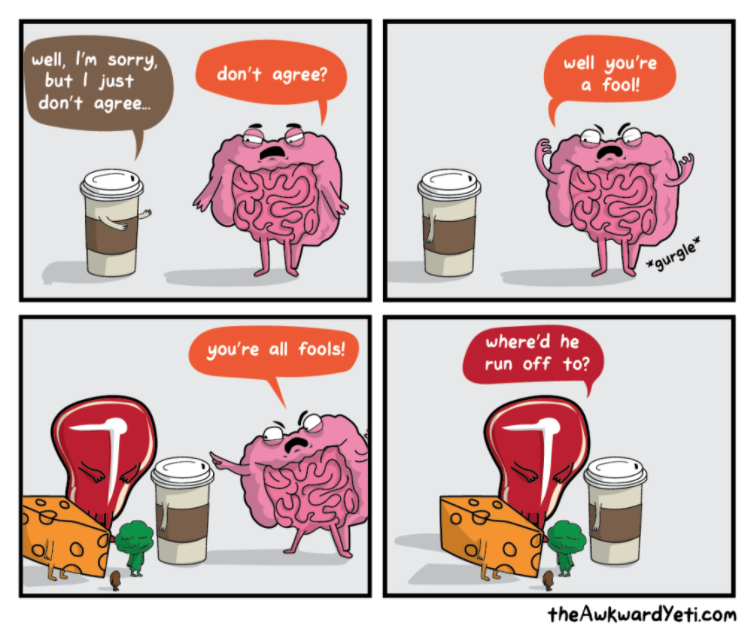 well, I'm sorry,
but I just
don't agree...
don't agree?
well you're
a fool!
*gurgle*
you're all fools!
where'd he
run off to?
theAwkwardYeti.com